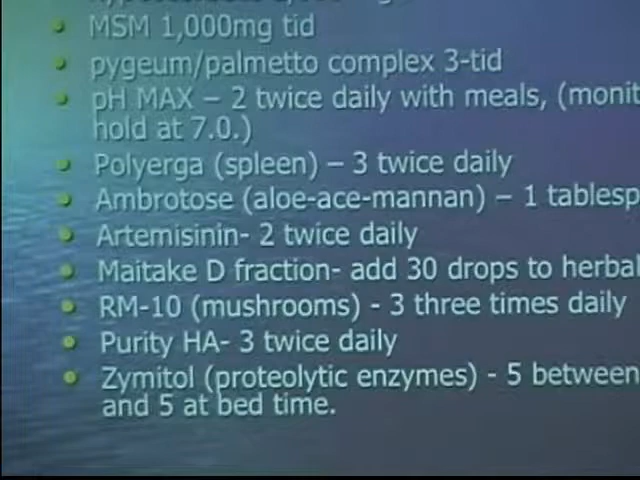 MSM 1,000mg tid
pygeum/palmetto complex 3-tid
pH MAX – 2 twice daily with meals, (monit
hold at 7.0.)
Polyerga (spleen) – 3 twice daily
Ambrotose (aloe-ace-mannan) – 1 tablesp
Artemisinin- 2 twice daily
Maitake D fraction- add 30 drops to herbal
RM-10 (mushrooms) - 3 three times daily
Purity HA- 3 twice daily
Zymitol (proteolytic enzymes) - 5 between
and 5 at bed time.